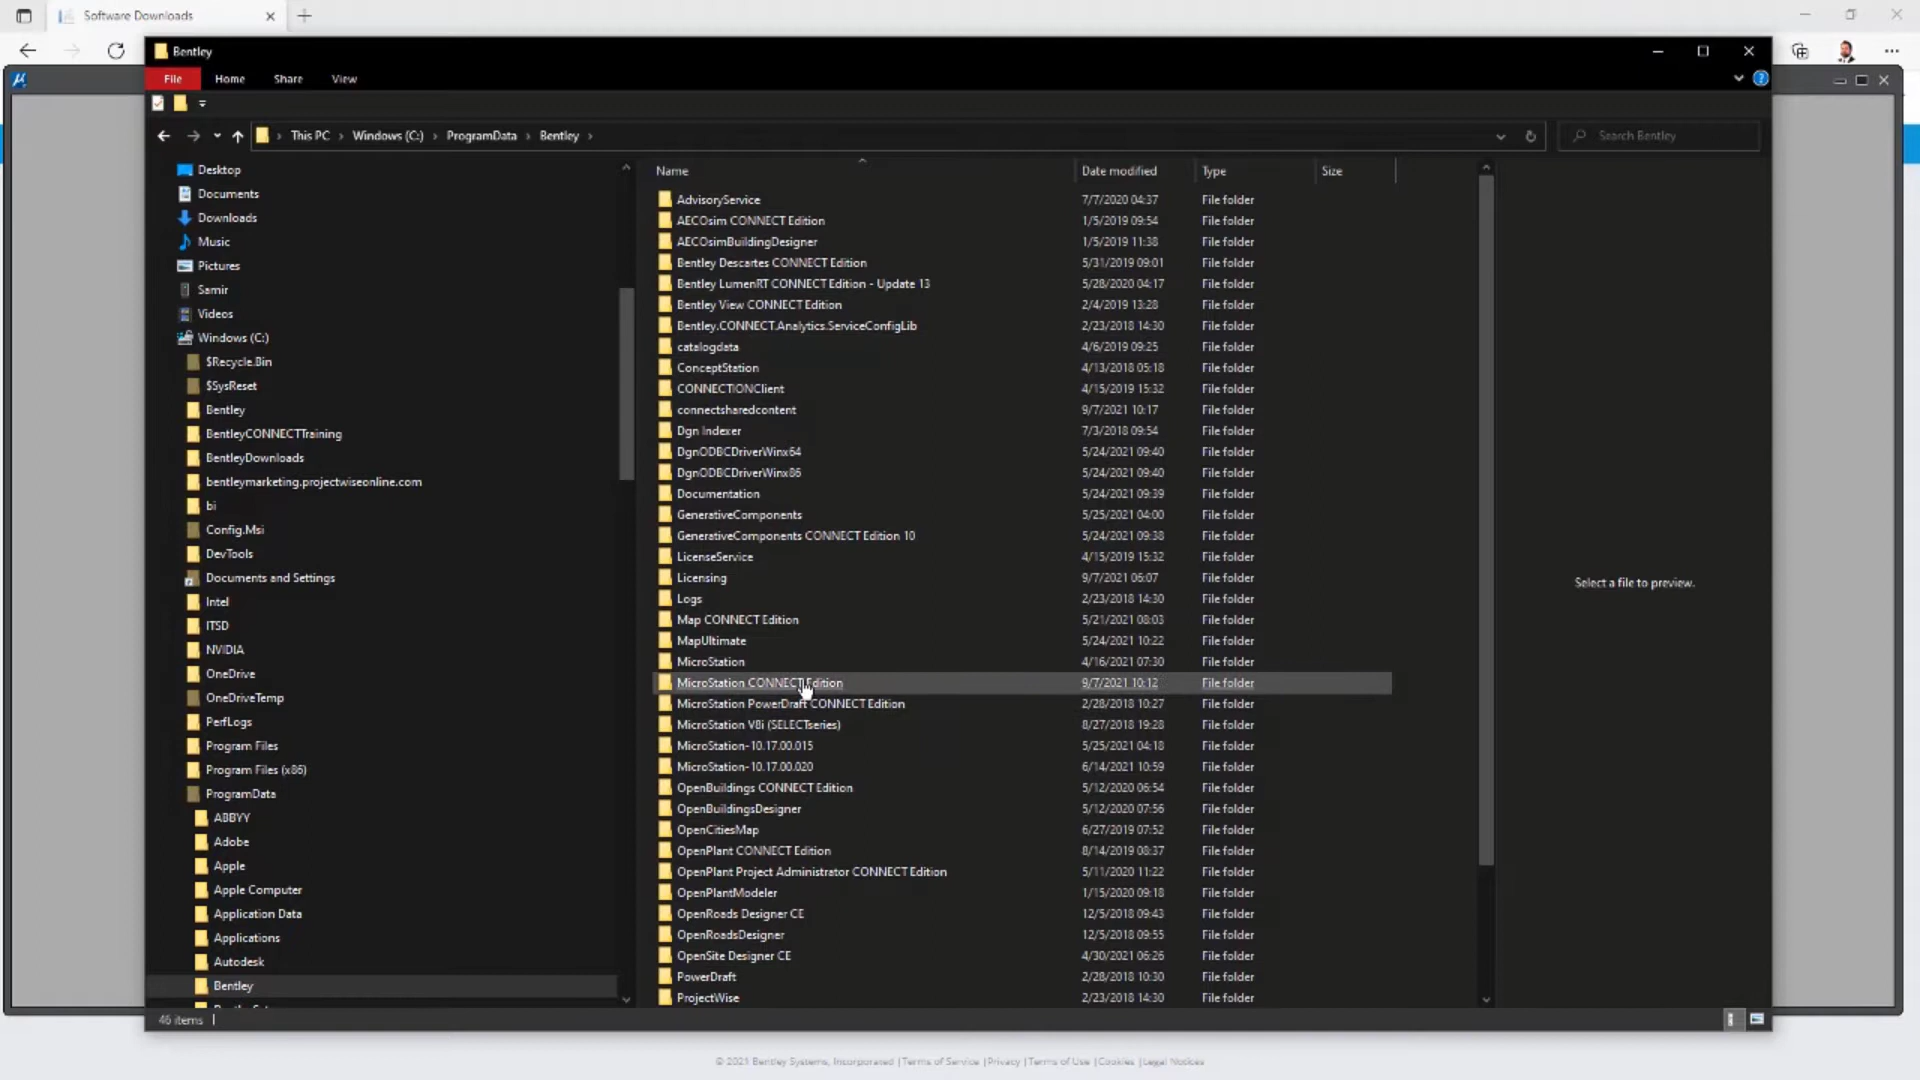 Software Downloads
Bentley
File Home Share View
This PC Windows (C:) ProgramData Bentley
Search Bentley
Desktop
Documents
Downloads
Music
Pictures
Samir
Videos
Windows (C:)
$Recycle.Bin
$SysReset
Bentley
BentleyCONNECTTraining
BentleyDownloads
bentleymarketing.projectwiseonline.com
bi
Config.Msi
DevTools
Documents and Settings
Intel
ITSD
NVIDIA
OneDrive
OneDriveTemp
PerfLogs
Program Files
Program Files (x86)
ProgramData
ABBYY
Adobe
Apple
Apple Computer
Application Data
Applications
Autodesk
Bentley
Name Date modified Type Size
AdvisoryService 7/7/2020 04:37 File folder
AECOsim CONNECT Edition 1/5/2019 09:54 File folder
AECOsimBuildingDesigner 1/5/2019 11:38 File folder
Bentley Descartes CONNECT Edition 5/31/2019 09:01 File folder
Bentley LumenRT CONNECT Edition - Update 13 5/28/2020 04:17 File folder
Bentley View CONNECT Edition 2/4/2019 13:28 File folder
Bentley.CONNECT.Analytics.ServiceConfigLib 2/23/2018 14:30 File folder
catalogdata 4/6/2019 09:25 File folder
ConceptStation 4/13/2018 05:18 File folder
CONNECTIONClient 4/15/2019 15:32 File folder
connectsharedcontent 9/7/2021 10:17 File folder
Dgn Indexer 7/3/2018 09:54 File folder
DgnODBCDriverWinx64 5/24/2021 09:40 File folder
DgnODBCDriverWinx86 5/24/2021 09:40 File folder
Documentation 5/24/2021 09:39 File folder
GenerativeComponents 5/25/2021 04:00 File folder
GenerativeComponents CONNECT Edition 10 5/24/2021 09:38 File folder
LicenseService 4/15/2019 15:32 File folder
Licensing 9/7/2021 06:07 File folder
Logs 2/23/2018 14:30 File folder
Map CONNECT Edition 5/21/2021 08:03 File folder
MapUltimate 5/24/2021 10:22 File folder
MicroStation 4/16/2021 07:30 File folder
MicroStation CONNECT Edition 9/7/2021 10:12 File folder
MicroStation PowerDraft CONNECT Edition 2/28/2018 10:27 File folder
MicroStation V8i (SELECTseries) 8/27/2018 19:28 File folder
MicroStation-10.17.00.015 5/25/2021 04:18 File folder
MicroStation-10.17.00.020 6/14/2021 10:59 File folder
OpenBuildings CONNECT Edition 5/12/2020 06:54 File folder
OpenBuildingsDesigner 5/12/2020 07:56 File folder
OpenCitiesMap 6/27/2019 07:52 File folder
OpenPlant CONNECT Edition 8/14/2019 08:37 File folder
OpenPlant Project Administrator CONNECT Edition 5/11/2020 11:22 File folder
OpenPlantModeler 1/15/2020 09:18 File folder
OpenRoads Designer CE 12/5/2018 09:43 File folder
OpenRoadsDesigner 12/5/2018 09:55 File folder
OpenSite Designer CE 4/30/2021 06:26 File folder
PowerDraft 2/28/2018 10:30 File folder
ProjectWise 2/23/2018 14:30 File folder
Select a file to preview.
46 items
© 2021 Bentley Systems, Incorporated | Terms of Service | Privacy | Terms of Use | Cookies | Legal Notices